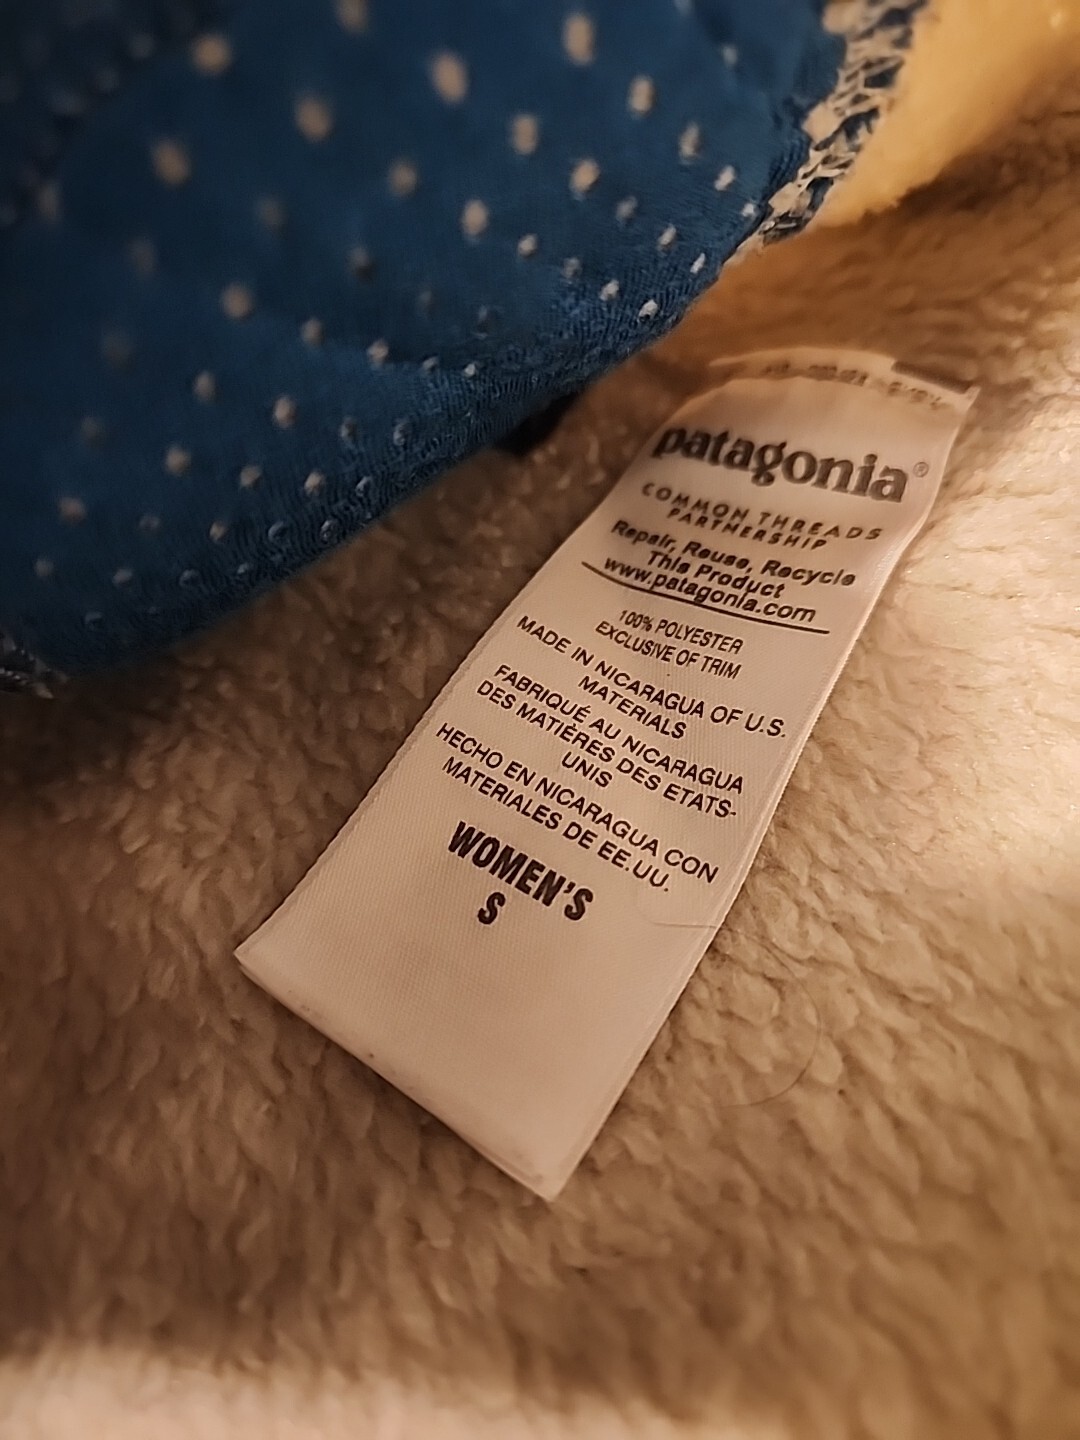 patagonia®
COMMON THREADS
PARTNERSHIP
Repair, Reuse, Recycle
This Product
www.patagonia.com
100% POLYESTER
EXCLUSIVE OF TRIM
MADE IN NICARAGUA OF U.S.
MATERIALS
FABRIQUÉ AU NICARAGUA
DES MATIÈRES DES ETATS-
UNIS
HECHO EN NICARAGUA CON
MATERIALES DE EE.UU.
WOMEN'S
S